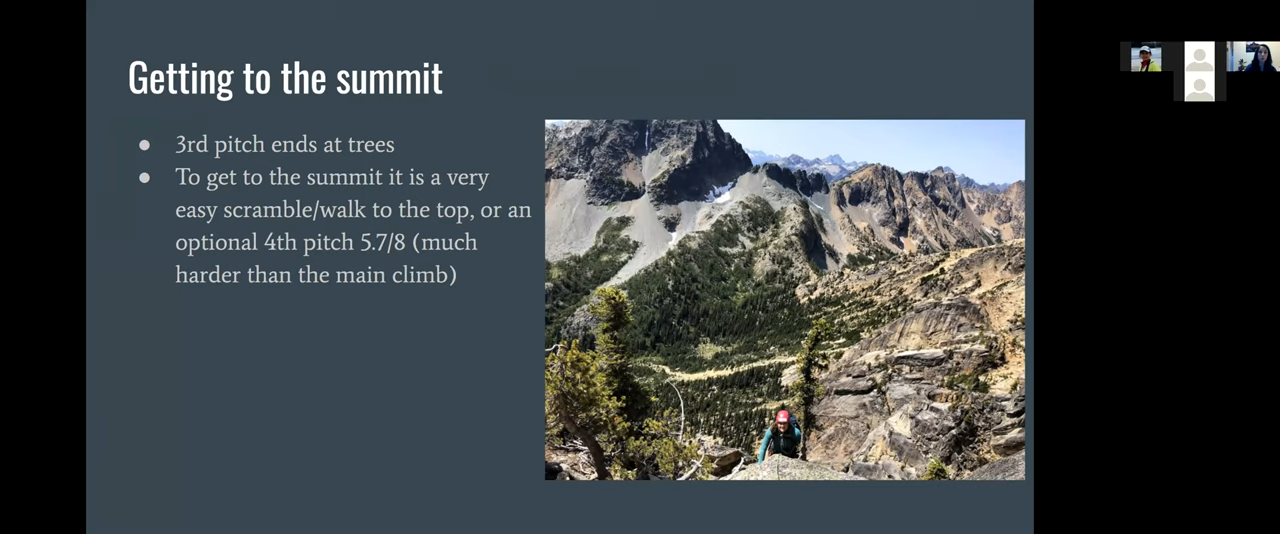 Getting to the summit
● 3rd pitch ends at trees
● To get to the summit it is a very
easy scramble/walk to the top, or an
optional 4th pitch 5.7/8 (much
harder than the main climb)